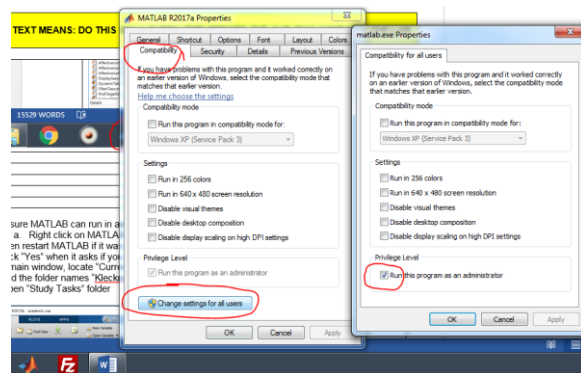 TEXT MEANS: DO THIS
15529 WORDS
sure MATLAB can run in a
a. Right click on MATLA
en restart MATLAB if it wa
ck "Yes" when it asks if you
main window, locate "Curre
d the folder names "Kleckn
en "Study Tasks" folder
MATLAB R2017a Properties
General Shortcut Options Font Layout Colors
Compatibility Security Details Previous Versions
If you have problems with this program and it worked correctly on
an earlier version of Windows, select the compatibility mode that
matches that earlier version.
Help me choose the settings
Compatibility mode
Run this program in compatibility mode for:
Windows XP (Service Pack 3)
Settings
Run in 256 colors
Run in 640 x 480 screen resolution
Disable visual themes
Disable desktop composition
Disable display scaling on high DPI settings
Privilege Level
Run this program as an administrator
Change settings for all users
OK Cancel Apply
matlab.exe Properties
Compatibility for all users
If you have problems with this program and it worked correctly
on an earlier version of Windows, select the compatibility mode
that matches that earlier version.
Compatibility mode
Run this program in compatibility mode for:
Windows XP (Service Pack 3)
Settings
Run in 256 colors
Run in 640 x 480 screen resolution
Disable visual themes
Disable desktop composition
Disable display scaling on high DPI settings
Privilege Level
Run this program as an administrator
OK Cancel Apply